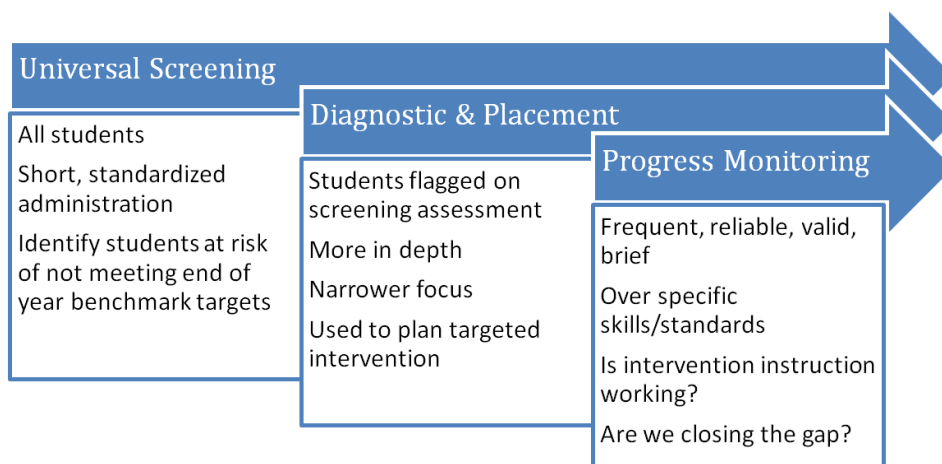 Universal Screening
All students
Short, standardized
administration
Identify students at risk
of not meeting end of
year benchmark targets
Diagnostic & Placement
Students flagged on
screening assessment
More in depth
Narrower focus
Used to plan targeted
intervention
Progress Monitoring
Frequent, reliable, valid,
brief
Over specific
skills/standards
Is intervention instruction
working?
Are we closing the gap?